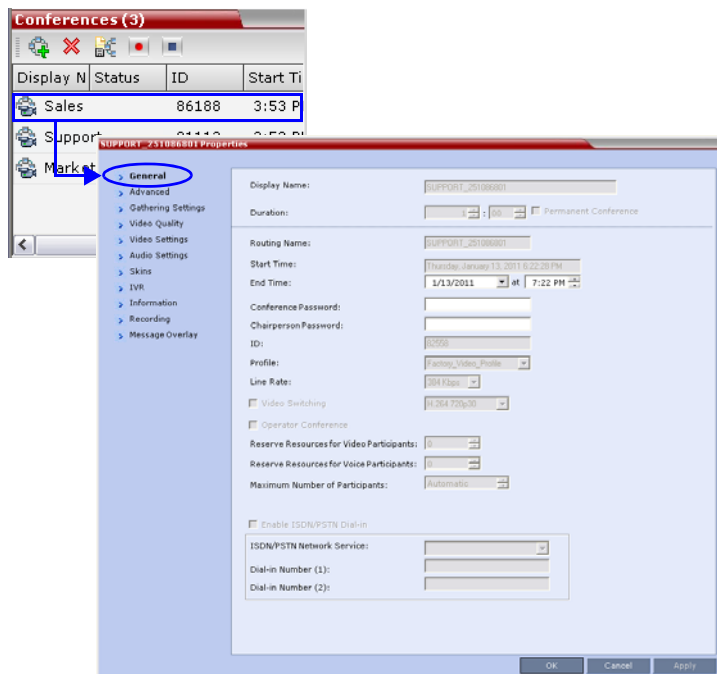 Conferences (3)
Display N Status ID Start Ti
Sales 86188 3:53 P
Support
Market
SUPPORT_251086801 Properties
General
Advanced
Gathering Settings
Video Quality
Video Settings
Audio Settings
Skins
IVR
Information
Recording
Message Overlay
Display Name: SUPPORT_251086801
Duration: 1 : 00 Permanent Conference
Routing Name: SUPPORT_251086801
Start Time: Thursday, January 13, 2011 6:22:28 PM
End Time: 1/13/2011 at 7:22 PM
Conference Password:
Chairperson Password:
ID: 82558
Profile: Factory_Video_Profile
Line Rate: 384 Kbps
Video Switching H.264 720p30
Operator Conference
Reserve Resources for Video Participants: 0
Reserve Resources for Voice Participants: 0
Maximum Number of Participants: Automatic
Enable ISDN/PSTN Dial-in
ISDN/PSTN Network Service:
Dial-in Number (1):
Dial-in Number (2):
OK Cancel Apply